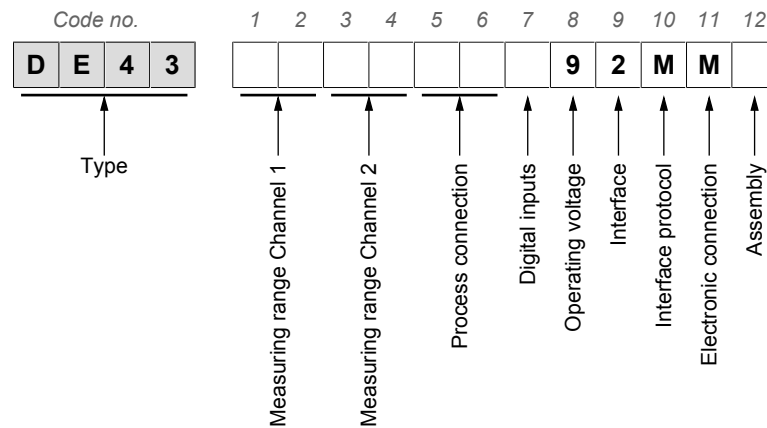 Code no. 1 2 3 4 5 6 7 8 9 10 11 12
D E 4 3 9 2 M M
Type
Measuring range Channel 1
Measuring range Channel 2
Process connection
Digital inputs
Operating voltage
Interface
Interface protocol
Electronic connection
Assembly